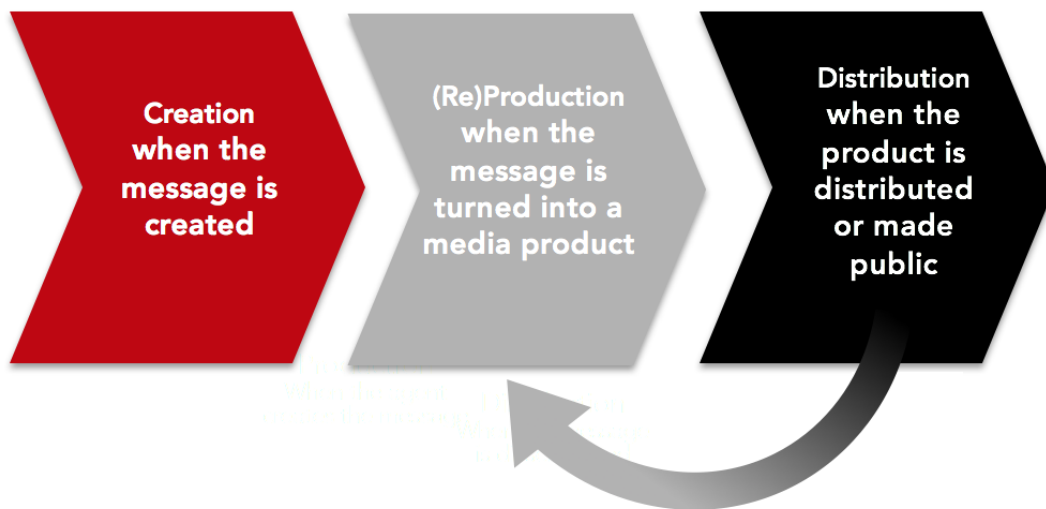 Creation
when the
message is
created
(Re)Production
when the
message is
turned into a
media product
Distribution
when the
product is
distributed
or made
public